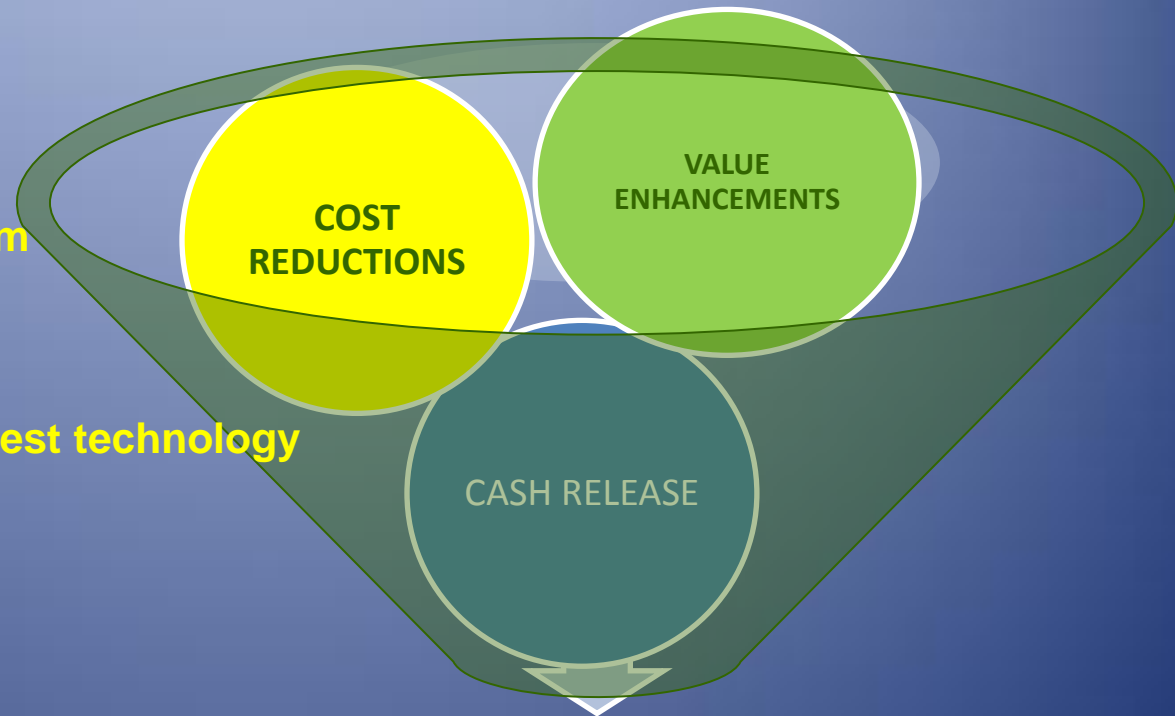 VALUE
ENHANCEMENTS
COST
REDUCTIONS
m
est technology
CASH RELEASE